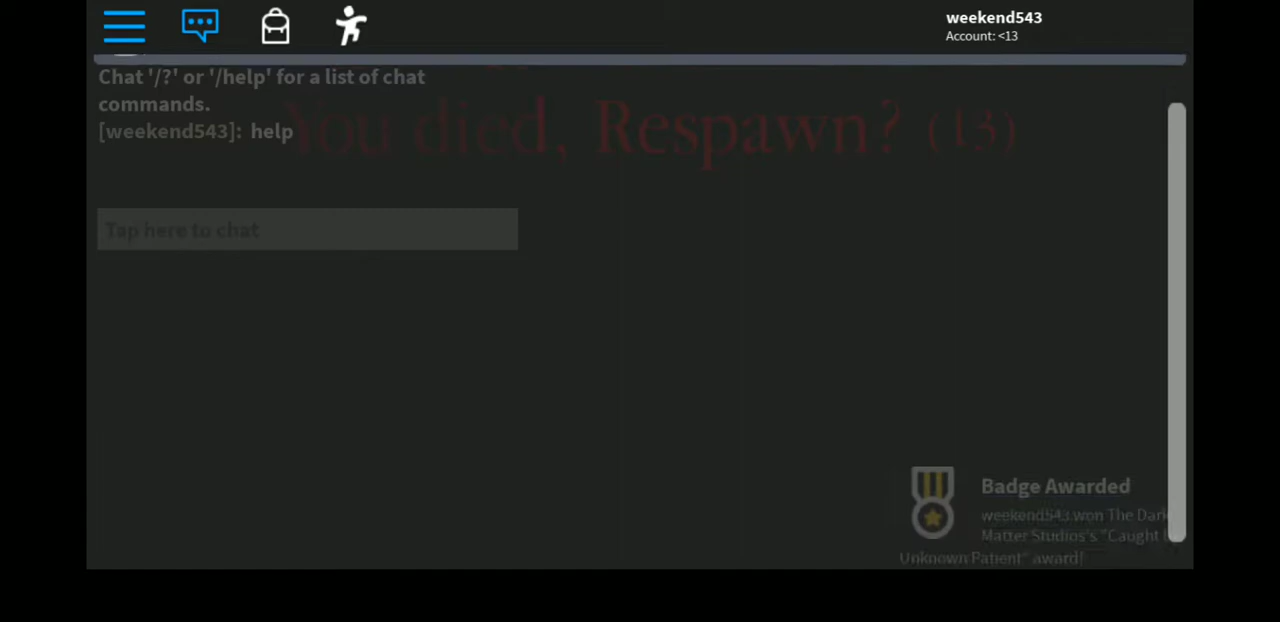 weekend543
Account: <13
Chat '/?' or '/help' for a list of chat
commands.
You died, Respawn? (13)
[weekend543]: help
Tap here to chat
Badge Awarded
weekend543 won The Dark
Matter Studios's "Caught
Unknown Patient" award!